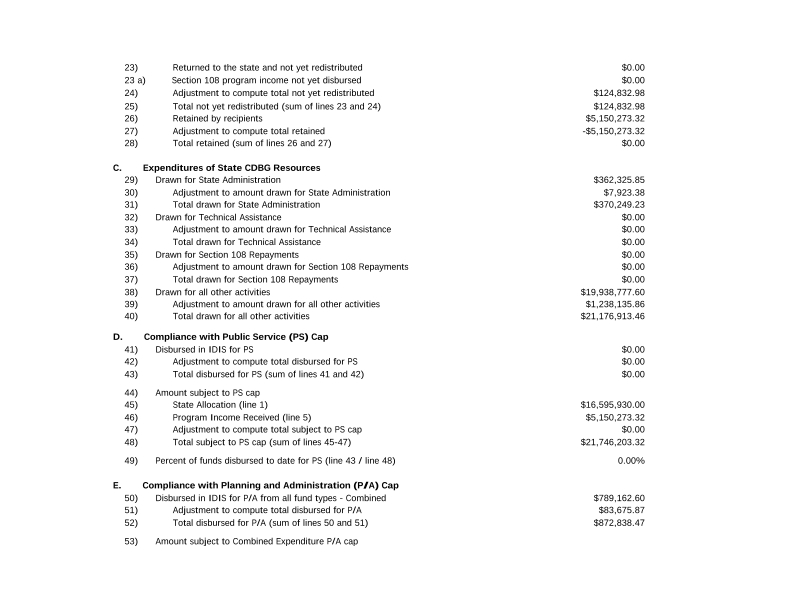 23) Returned to the state and not yet redistributed $0.00
23 a) Section 108 program income not yet disbursed $0.00
24) Adjustment to compute total not yet redistributed $124,832.98
25) Total not yet redistributed (sum of lines 23 and 24) $124,832.98
26) Retained by recipients $5,150,273.32
27) Adjustment to compute total retained -$5,150,273.32
28) Total retained (sum of lines 26 and 27) $0.00
C. Expenditures of State CDBG Resources
29) Drawn for State Administration $362,325.85
30) Adjustment to amount drawn for State Administration $7,923.38
31) Total drawn for State Administration $370,249.23
32) Drawn for Technical Assistance $0.00
33) Adjustment to amount drawn for Technical Assistance $0.00
34) Total drawn for Technical Assistance $0.00
35) Drawn for Section 108 Repayments $0.00
36) Adjustment to amount drawn for Section 108 Repayments $0.00
37) Total drawn for Section 108 Repayments $0.00
38) Drawn for all other activities $19,938,777.60
39) Adjustment to amount drawn for all other activities $1,238,135.86
40) Total drawn for all other activities $21,176,913.46
D. Compliance with Public Service (PS) Cap
41) Disbursed in IDIS for PS $0.00
42) Adjustment to compute total disbursed for PS $0.00
43) Total disbursed for PS (sum of lines 41 and 42) $0.00
44) Amount subject to PS cap
45) State Allocation (line 1) $16,595,930.00
46) Program Income Received (line 5) $5,150,273.32
47) Adjustment to compute total subject to PS cap $0.00
48) Total subject to PS cap (sum of lines 45-47) $21,746,203.32
49) Percent of funds disbursed to date for PS (line 43 / line 48) 0.00%
E. Compliance with Planning and Administration (P/A) Cap
50) Disbursed in IDIS for P/A from all fund types - Combined $789,162.60
51) Adjustment to compute total disbursed for P/A $83,675.87
52) Total disbursed for P/A (sum of lines 50 and 51) $872,838.47
53) Amount subject to Combined Expenditure P/A cap